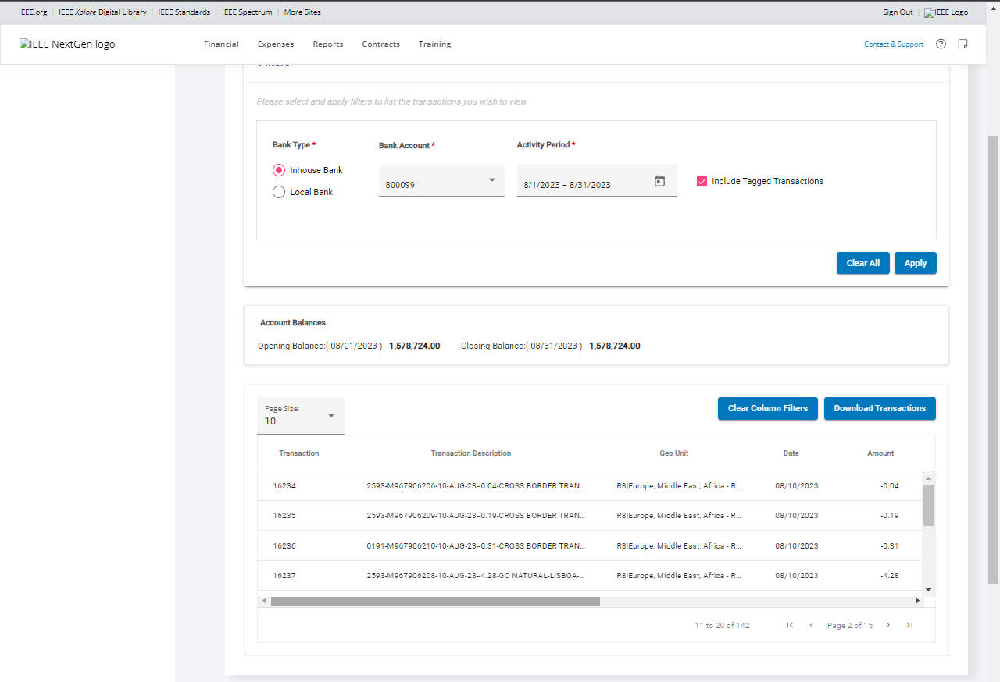 IEEE.org | IEEE Xplore Digital Library | IEEE Standards | IEEE Spectrum | More Sites
Sign Out | IEEE Logo
IEEE NextGen logo
Financial Expenses Reports Contracts Training
Contact & Support
Filters
Please select and apply filters to list the transactions you wish to view
Bank Type * Bank Account * Activity Period *
Inhouse Bank
Local Bank
800099
8/1/2023 – 8/31/2023
Include Tagged Transactions
Clear All Apply
Account Balances
Opening Balance:( 08/01/2023 ) - 1,578,724.00 Closing Balance:( 08/31/2023 ) - 1,578,724.00
Page Size:
10
Clear Column Filters Download Transactions
Transaction Transaction Description Geo Unit Date Amount
16234 2593-M967906206-10-AUG-23--0.04-CROSS BORDER TRAN... R8|Europe, Middle East, Africa - R... 08/10/2023 -0.04
16235 2593-M967906209-10-AUG-23--0.19-CROSS BORDER TRAN... R8|Europe, Middle East, Africa - R... 08/10/2023 -0.19
16236 0191-M967906210-10-AUG-23--0.31-CROSS BORDER TRAN... R8|Europe, Middle East, Africa - R... 08/10/2023 -0.31
16237 2593-M967906208-10-AUG-23--4.28-GO NATURAL-LISBOA-... R8|Europe, Middle East, Africa - R... 08/10/2023 -4.28
11 to 20 of 142 Page 2 of 15